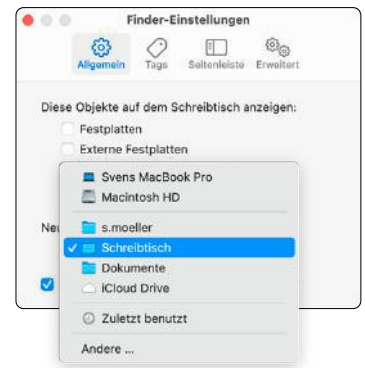 Finder-Einstellungen
Allgemein Tags Seitenleiste Erweitert
Diese Objekte auf dem Schreibtisch anzeigen:
Festplatten
Externe Festplatten
Svens MacBook Pro
Macintosh HD
s.moeller
Schreibtisch
Dokumente
iCloud Drive
Zuletzt benutzt
Andere ...